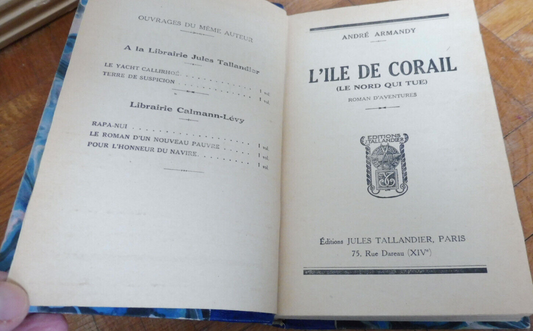 OUVRAGES DU MÊME AUTEUR
A la Librairie Jules Tallandier
LE YACHT CALLIRHOÉ. . . . . . . . . . . . 1 vol.
TERRE DE SUSPICION . . . . . . . . . . . . 1 vol.
Librairie Calmann-Lévy
RAPA-NUI . . . . . . . . . . . . . . . . . 1 vol.
LE ROMAN D'UN NOUVEAU PAUVRE . . . . . 1 vol.
POUR L'HONNEUR DU NAVIRE. . . . . . . . 1 vol.
ANDRÉ ARMANDY
L'ILE DE CORAIL
(LE NORD QUI TUE)
ROMAN D'AVENTURES
EDITIONS
TALLANDIER
Éditions JULES TALLANDIER, PARIS
75, Rue Dareau (XIVe)